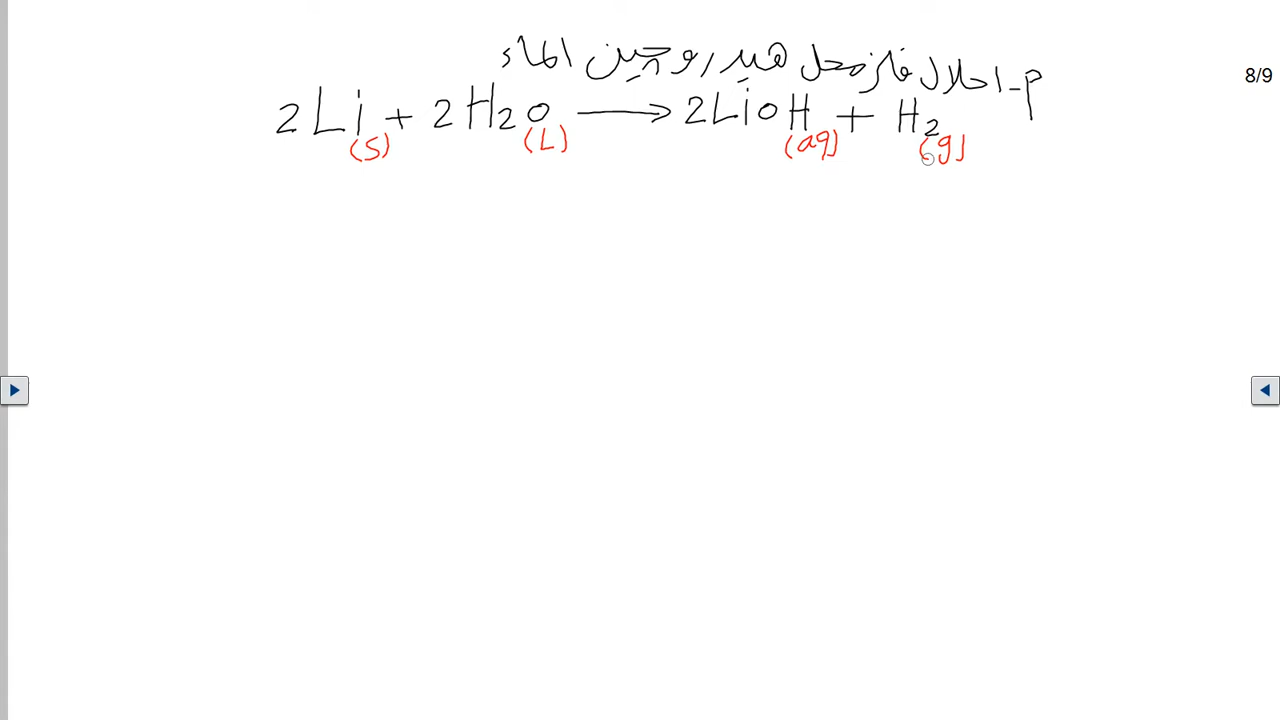 م- احلال فلز محل هيدروجين الماء
8/9
2Li + 2H2O ⟶ 2LiOH + H2
(s) (L) (aq) (g)